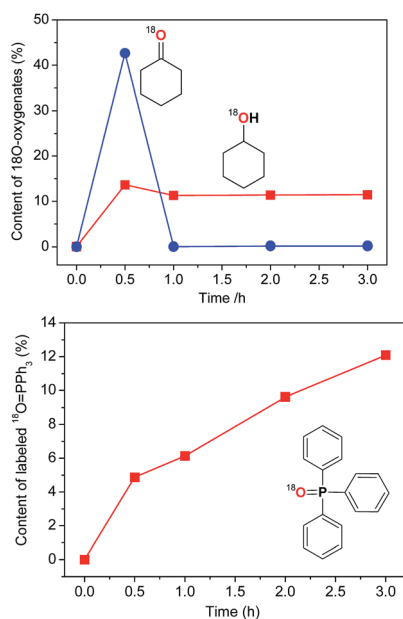 Content of 18O-oxygenates (%)
50
40
30
20
10
0
18O
18OH
0.0 0.5 1.0 1.5 2.0 2.5 3.0
Time /h
Content of labeled 18O=PPh3 (%)
14
12
10
8
6
4
2
0
18O=P
0.0 0.5 1.0 1.5 2.0 2.5 3.0
Time (h)